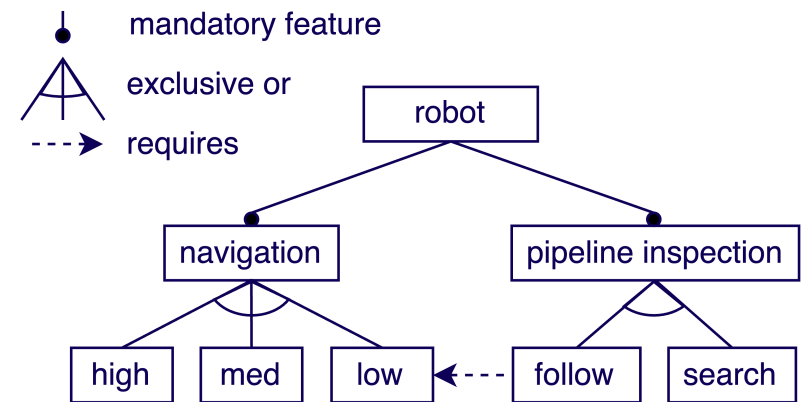 mandatory feature
exclusive or
requires
robot
navigation
pipeline inspection
high
med
low
follow
search